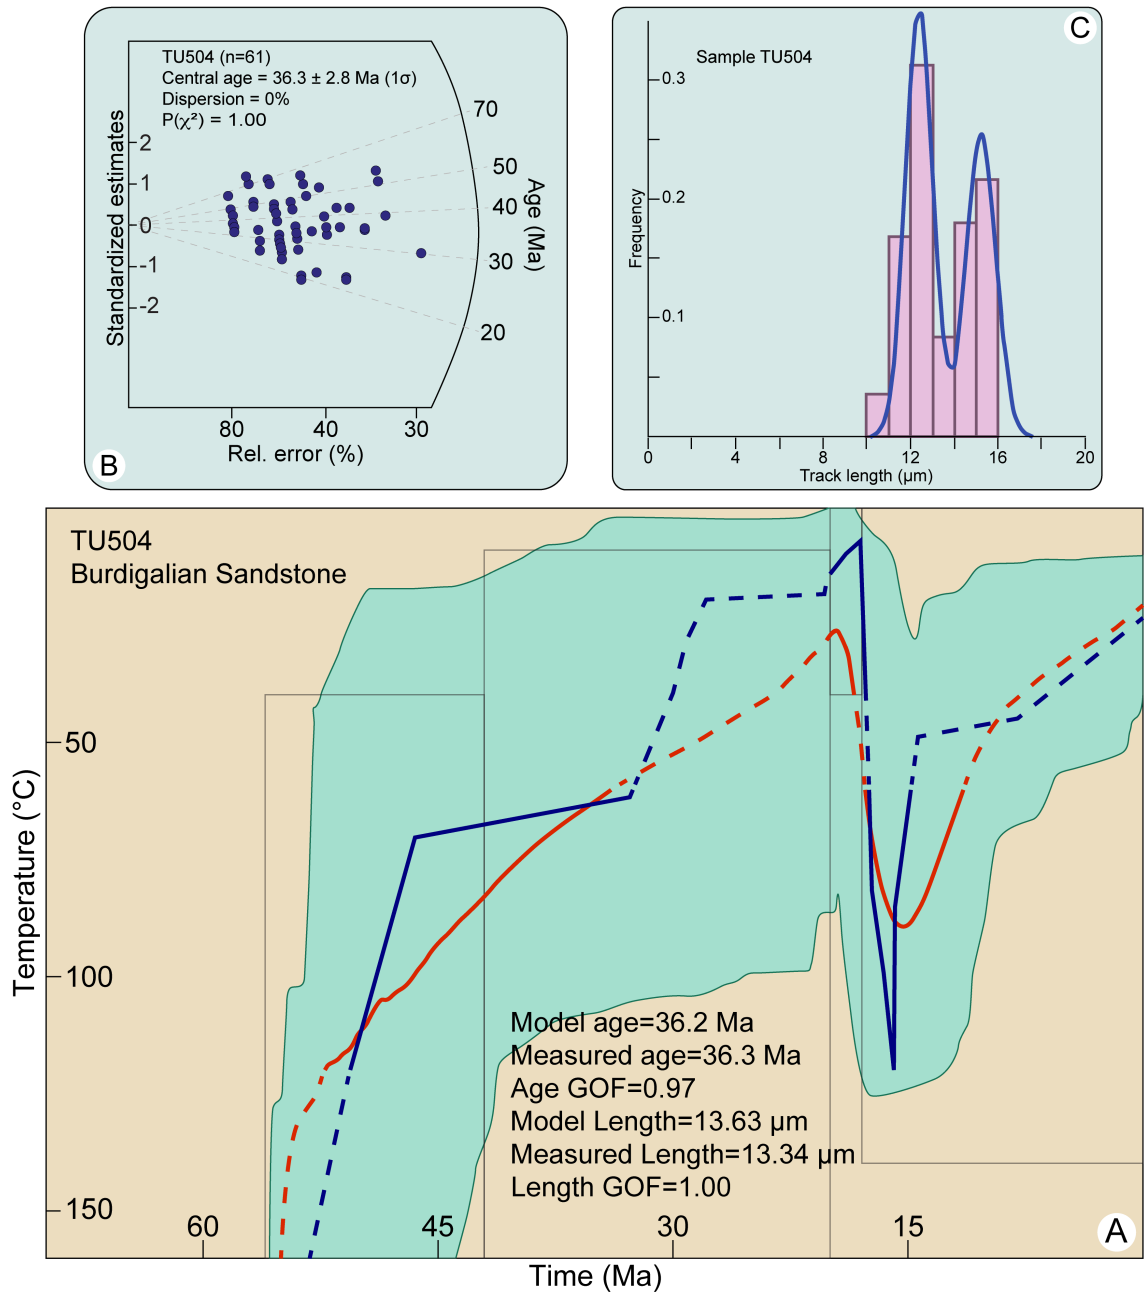 TU504 (n=61)
Central age = 36.3 ± 2.8 Ma (1σ)
Dispersion = 0%
P(χ²) = 1.00
Standardized estimates
2
1
0
-1
-2
70
50
40
30
20
Age (Ma)
80
40
30
Rel. error (%)
B
C
Sample TU504
Frequency
0.3
0.2
0.1
0
4
8
12
16
20
Track length (µm)
TU504
Burdigalian Sandstone
Temperature (°C)
50
100
150
Model age=36.2 Ma
Measured age=36.3 Ma
Age GOF=0.97
Model Length=13.63 µm
Measured Length=13.34 µm
Length GOF=1.00
60
45
30
15
A
Time (Ma)